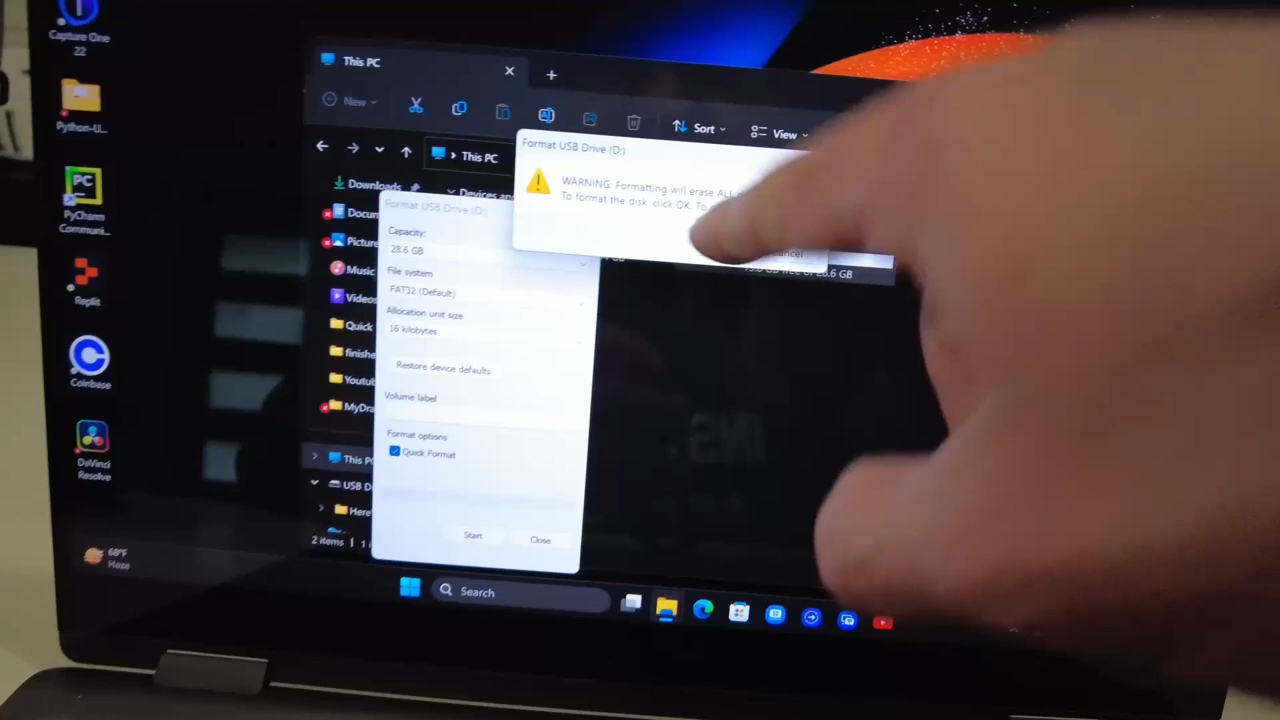 Capture One
22
Python-U...
PyCharm
Communi...
Replit
Coinbase
DaVinci
Resolve
68°F
Haze
This PC
New
Sort
View
This PC
Downloads
Devices an
Docum
Picture
Music
Videos
Quick
finishe
Youtub
MyDra
This PC
USB D
Here'
2 items
Format USB Drive (D:)
WARNING: Formatting will erase ALL
To format the disk, click OK. To
Format USB Drive (D:)
Capacity:
28.6 GB
File system
FAT32 (Default)
Allocation unit size
16 kilobytes
Restore device defaults
Volume label
Format options
Quick Format
Start
Close
GB free of 28.6 GB
Search